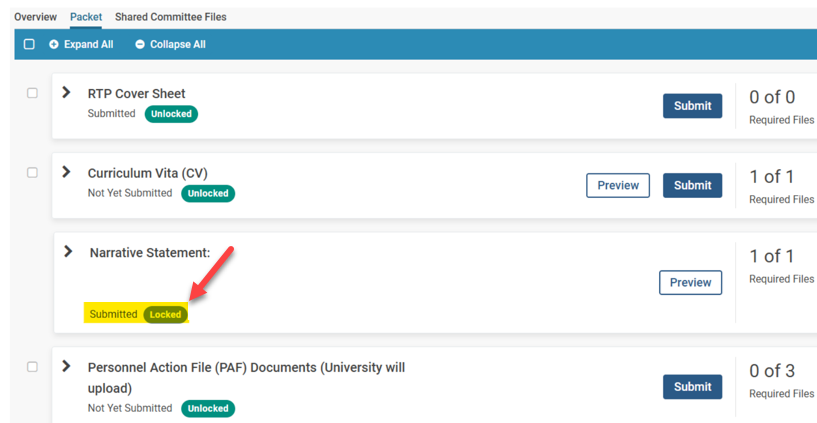 Overview Packet Shared Committee Files
Expand All Collapse All
RTP Cover Sheet
Submitted Unlocked
Submit
0 of 0
Required Files
Curriculum Vita (CV)
Not Yet Submitted Unlocked
Preview Submit
1 of 1
Required Files
Narrative Statement:
Submitted Locked
Preview
1 of 1
Required Files
Personnel Action File (PAF) Documents (University will
upload)
Not Yet Submitted Unlocked
Submit
0 of 3
Required Files